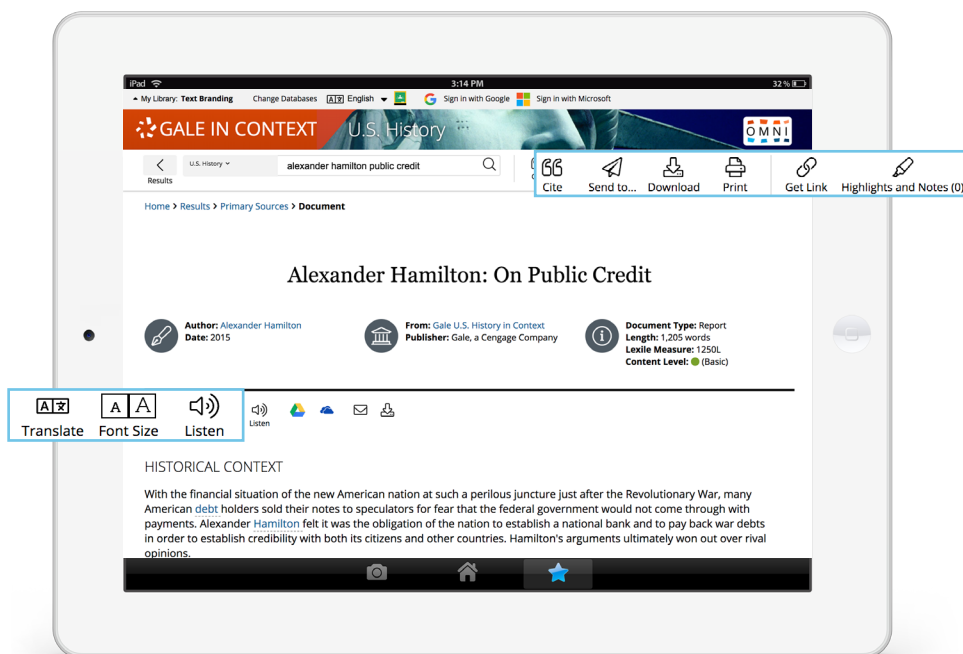 iPad 3:14 PM 32%
My Library: Text Branding Change Databases English Sign in with Google Sign in with Microsoft
GALE IN CONTEXT U.S. History OMNI
Results U.S. History alexander hamilton public credit
Cite Send to... Download Print Get Link Highlights and Notes (0)
Home > Results > Primary Sources > Document
Alexander Hamilton: On Public Credit
Author: Alexander Hamilton
Date: 2015
From: Gale U.S. History in Context
Publisher: Gale, a Cengage Company
Document Type: Report
Length: 1,205 words
Lexile Measure: 1250L
Content Level: (Basic)
Translate Font Size Listen
Listen
HISTORICAL CONTEXT
With the financial situation of the new American nation at such a perilous juncture just after the Revolutionary War, many
American debt holders sold their notes to speculators for fear that the federal government would not come through with
payments. Alexander Hamilton felt it was the obligation of the nation to establish a national bank and to pay back war debts
in order to establish credibility with both its citizens and other countries. Hamilton's arguments ultimately won out over rival
opinions.